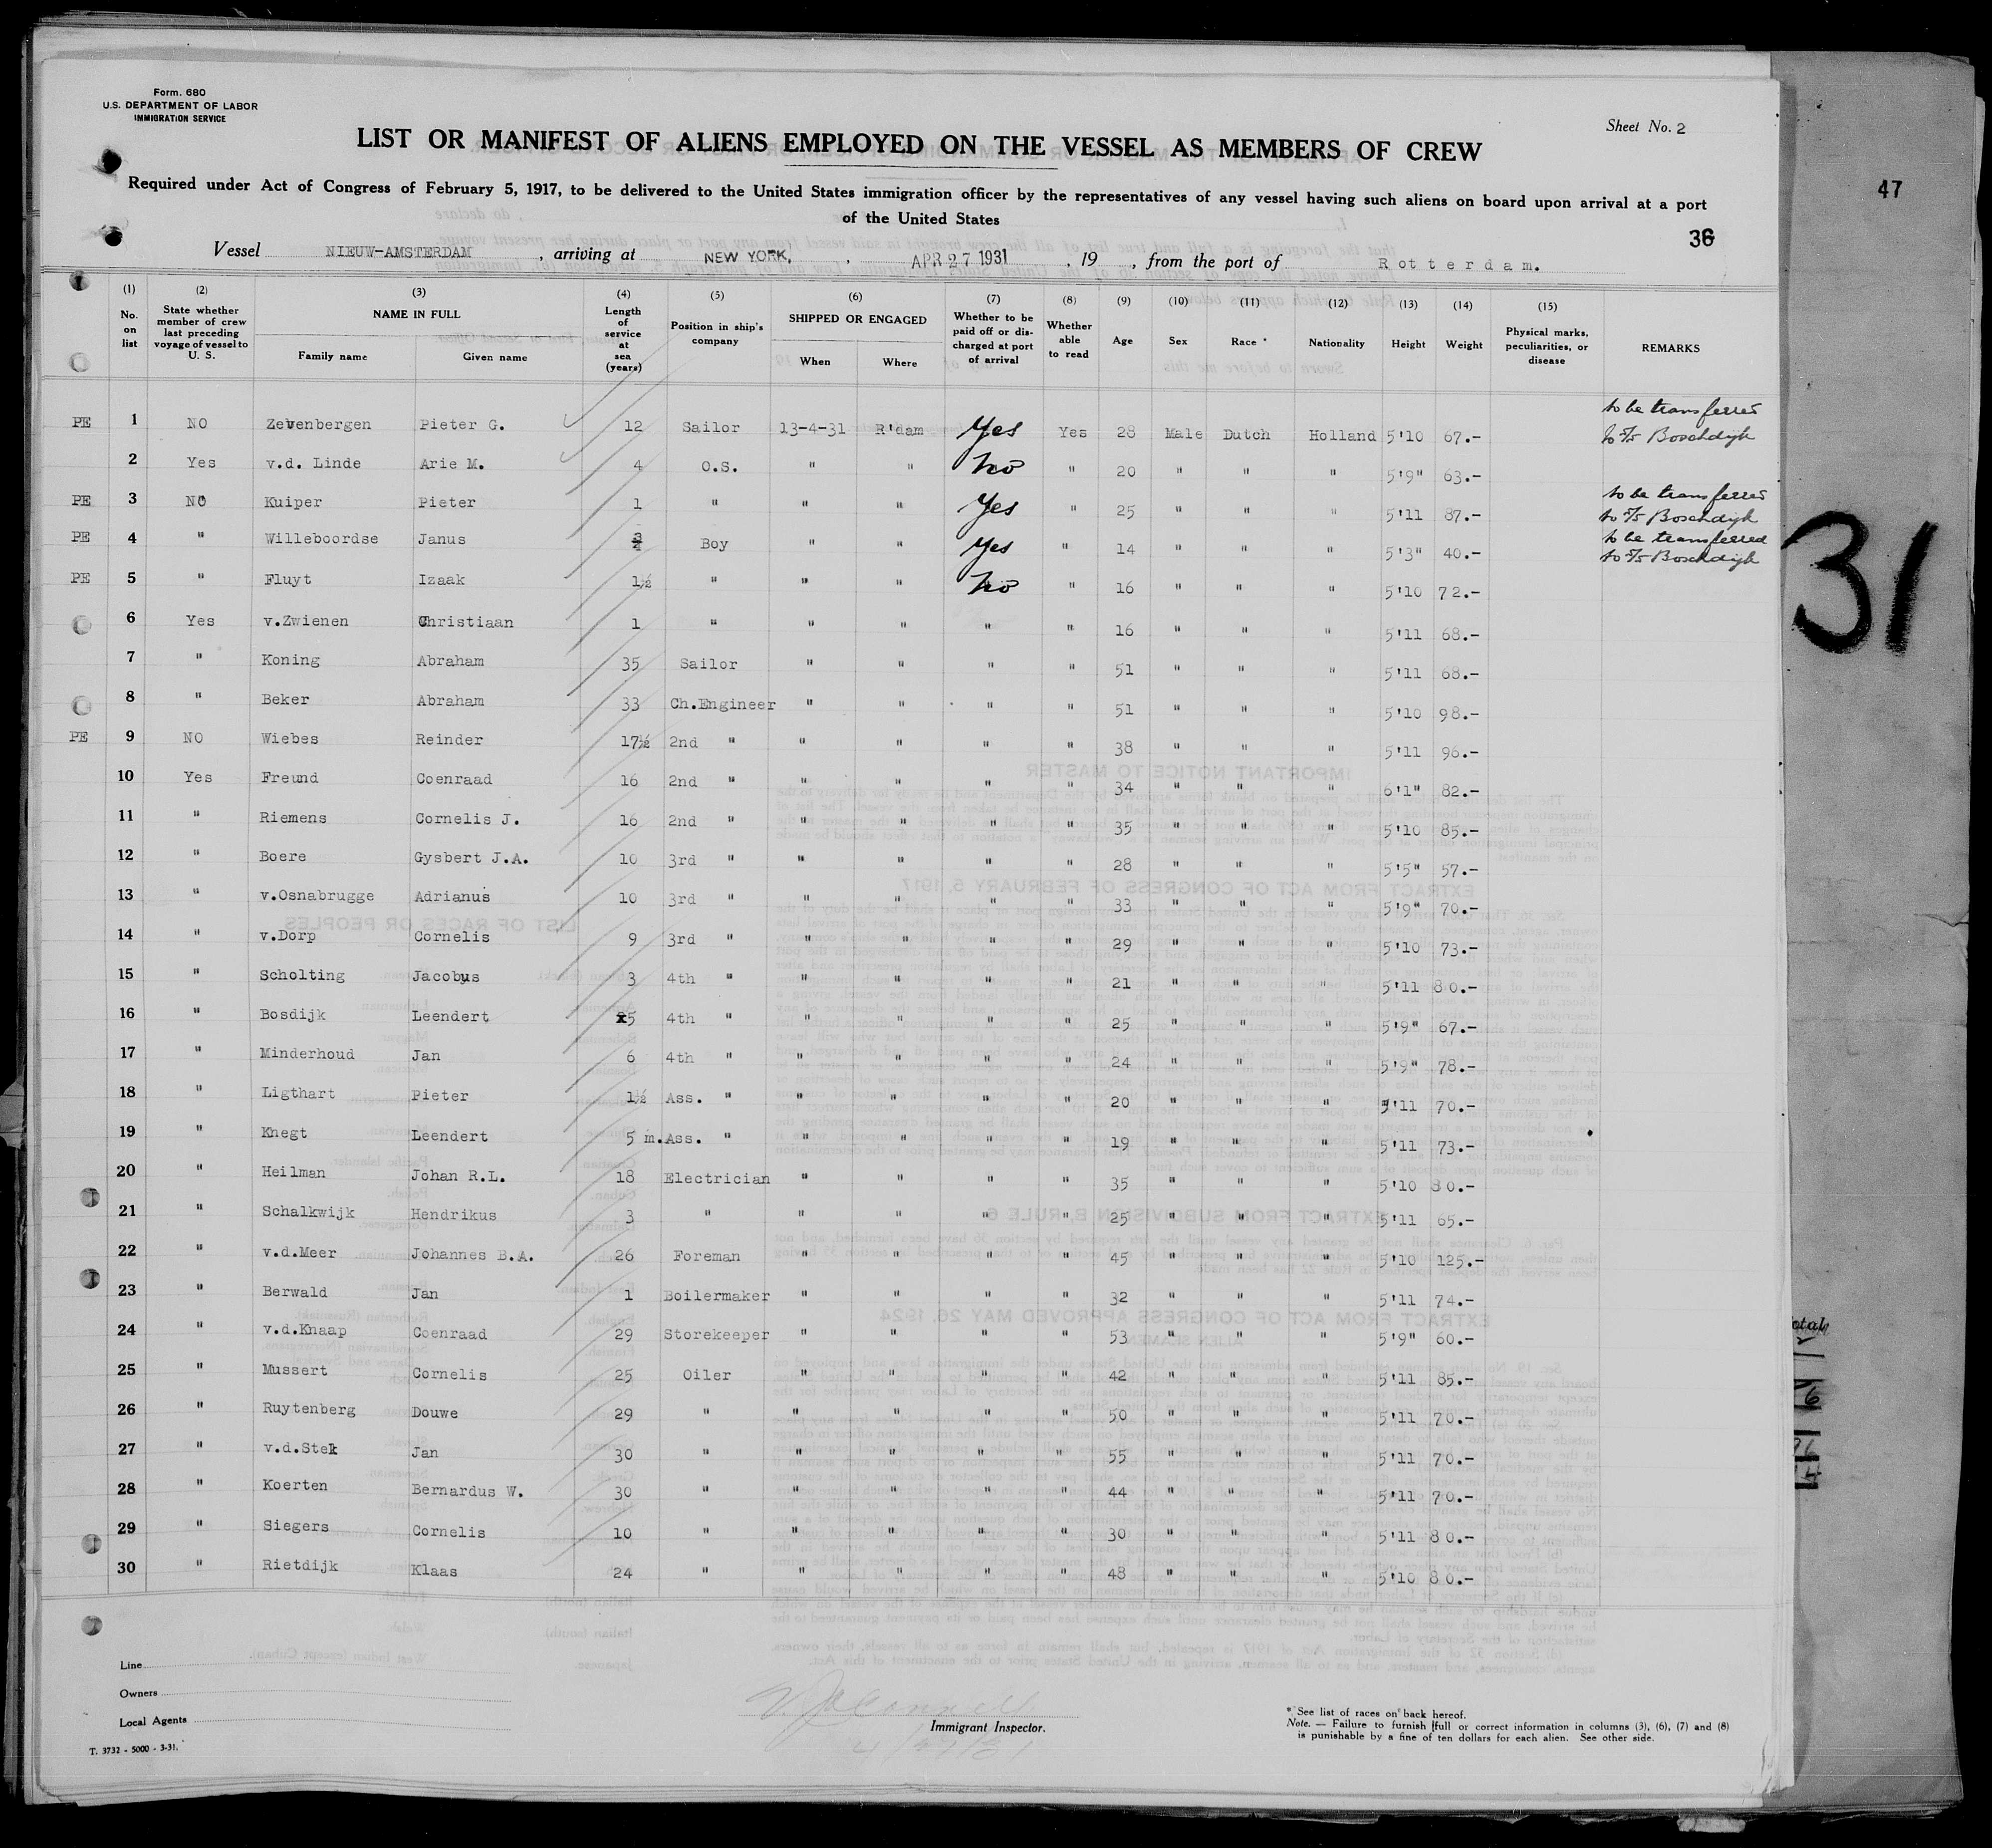 Form. 680
U.S. DEPARTMENT OF LABOR
IMMIGRATION SERVICE
Sheet No. 2
LIST OR MANIFEST OF ALIENS EMPLOYED ON THE VESSEL AS MEMBERS OF CREW
Required under Act of Congress of February 5, 1917, to be delivered to the United States immigration officer by the representatives of any vessel having such aliens on board upon arrival at a port
of the United States
47
36
Vessel NIEUW-AMSTERDAM , arriving at NEW YORK, , APR 27 1931 , 19 , from the port of Rotterdam.
(1) No. on list (2) State whether member of crew last preceding voyage of vessel to U. S. (3) NAME IN FULL Family name Given name (4) Length of service at sea (years) (5) Position in ship's company (6) SHIPPED OR ENGAGED When Where (7) Whether to be paid off or discharged at port of arrival (8) Whether able to read (9) Age (10) Sex (11) Race * (12) Nationality (13) Height (14) Weight (15) Physical marks, peculiarities, or disease REMARKS
PE 1 NO Zevenbergen Pieter G. 12 Sailor 13-4-31 R'dam Yes Yes 28 Male Dutch Holland 5'10 67.- to be transferred to S/S Boschdijk
2 Yes v.d. Linde Arie M. 4 O.S. " " No " 20 " " " 5'9" 63.-
PE 3 NO Kuiper Pieter 1 " " " Yes " 25 " " " 5'11 87.- to be transferred to S/S Boschdijk
PE 4 " Willeboordse Janus 3/4 Boy " " Yes " 14 " " " 5'3" 40.- to be transferred to S/S Boschdijk
PE 5 " Fluyt Izaak 1½ " " " No " 16 " " " 5'10 72.-
6 Yes v.Zwienen Christiaan 1 " " " " " 16 " " " 5'11 68.-
7 " Koning Abraham 35 Sailor " " " " 51 " " " 5'11 68.-
8 " Beker Abraham 33 Ch.Engineer " " " " 51 " " " 5'10 98.-
PE 9 NO Wiebes Reinder 17½ 2nd " " " " " 38 " " " 5'11 96.-
10 Yes Freund Coenraad 16 2nd " " " " " 34 " " " 6'1" 82.-
11 " Riemens Cornelis J. 16 2nd " " " " " 35 " " " 5'10 85.-
12 " Boere Gysbert J.A. 10 3rd " " " " " 28 " " " 5'5" 57.-
13 " v.Osnabrugge Adrianus 10 3rd " " " " " 33 " " " 5'9" 70.-
14 " v.Dorp Cornelis 9 3rd " " " " " 29 " " " 5'10 73.-
15 " Scholting Jacobus 3 4th " " " " " 21 " " " 5'11 80.-
16 " Bosdijk Leendert 5 4th " " " " " 25 " " " 5'9" 67.-
17 " Minderhoud Jan 6 4th " " " " " 24 " " " 5'9" 78.-
18 " Ligthart Pieter 1½ Ass. " " " " " 20 " " " 5'11 70.-
19 " Knegt Leendert 5 m. Ass. " " " " " 19 " " " 5'11 73.-
20 " Heilman Johan R.L. 18 Electrician " " " " 35 " " " 5'10 80.-
21 " Schalkwijk Hendrikus 3 " " " " " 25 " " " 5'11 65.-
22 " v.d.Meer Johannes B.A. 26 Foreman " " " " 45 " " " 5'10 125.-
23 " Berwald Jan 1 Boilermaker " " " " 32 " " " 5'11 74.-
24 " v.d.Knaap Coenraad 29 Storekeeper " " " " 53 " " " 5'9" 60.-
25 " Mussert Cornelis 25 Oiler " " " " 42 " " " 5'11 85.-
26 " Ruytenberg Douwe 29 " " " " " 50 " " " 5'11 70.-
27 " v.d.Stek Jan 30 " " " " " 55 " " " 5'11 70.-
28 " Koerten Bernardus W. 30 " " " " " 44 " " " 5'11 70.-
29 " Siegers Cornelis 10 " " " " " 30 " " " 5'11 80.-
30 " Rietdijk Klaas 24 " " " " " 48 " " " 5'10 80.-
31
Line
Owners
Local Agents
T. 3732 - 5000 - 3-31.
Immigrant Inspector.
4/27/31
* See list of races on back hereof.
Note. — Failure to furnish full or correct information in columns (3), (6), (7) and (8)
is punishable by a fine of ten dollars for each alien. See other side.